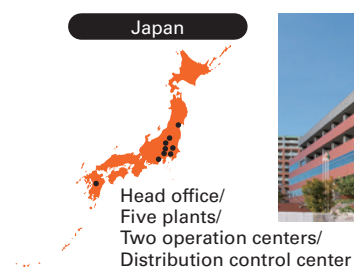 Japan
Head office/
Five plants/
Two operation centers/
Distribution control center